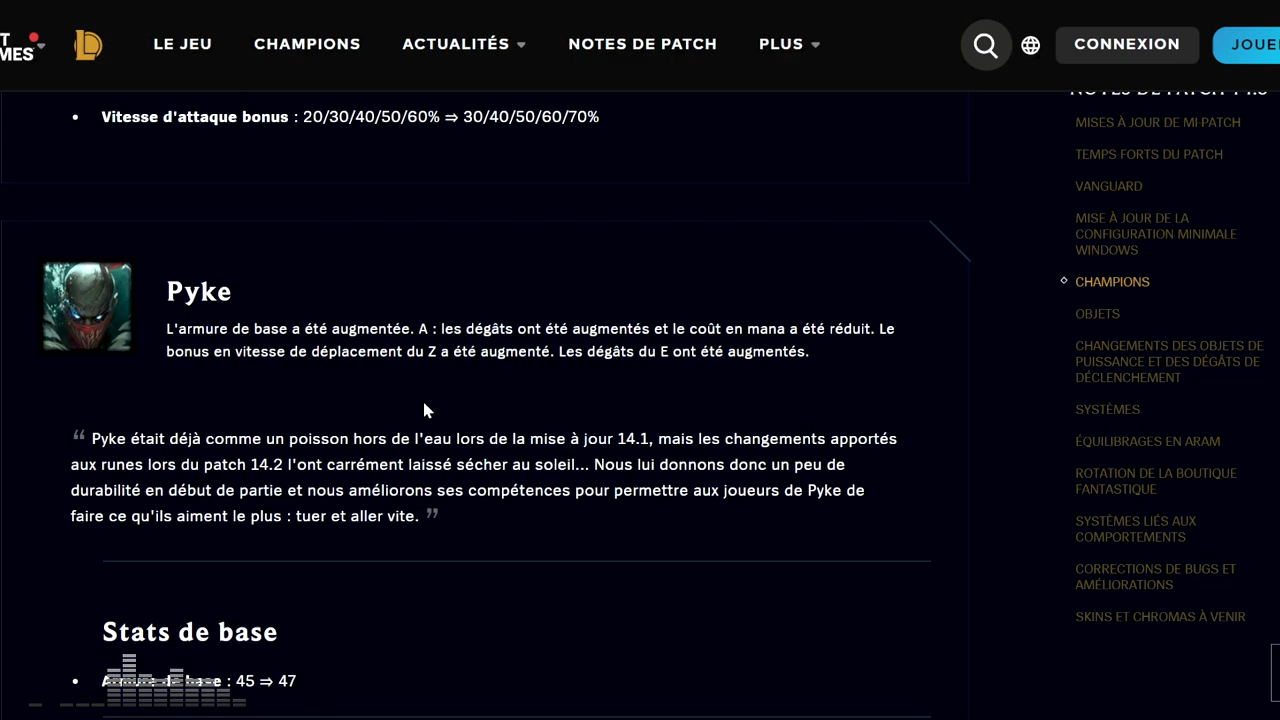 LE JEU
CHAMPIONS
ACTUALITÉS
NOTES DE PATCH
PLUS
CONNEXION
Vitesse d'attaque bonus : 20/30/40/50/60% ⇒ 30/40/50/60/70%
Pyke
L'armure de base a été augmentée. A : les dégâts ont été augmentés et le coût en mana a été réduit. Le
bonus en vitesse de déplacement du Z a été augmenté. Les dégâts du E ont été augmentés.
“ Pyke était déjà comme un poisson hors de l'eau lors de la mise à jour 14.1, mais les changements apportés
aux runes lors du patch 14.2 l'ont carrément laissé sécher au soleil... Nous lui donnons donc un peu de
durabilité en début de partie et nous améliorons ses compétences pour permettre aux joueurs de Pyke de
faire ce qu'ils aiment le plus : tuer et aller vite. ”
Stats de base
Armure de base : 45 ⇒ 47
NOTES DE PATCH
MISES À JOUR DE MI-PATCH
TEMPS FORTS DU PATCH
VANGUARD
MISE À JOUR DE LA
CONFIGURATION MINIMALE
WINDOWS
CHAMPIONS
OBJETS
CHANGEMENTS DES OBJETS DE
PUISSANCE ET DES DÉGÂTS DE
DÉCLENCHEMENT
SYSTÈMES
ÉQUILIBRAGES EN ARAM
ROTATION DE LA BOUTIQUE
FANTASTIQUE
SYSTÈMES LIÉS AUX
COMPORTEMENTS
CORRECTIONS DE BUGS ET
AMÉLIORATIONS
SKINS ET CHROMAS À VENIR